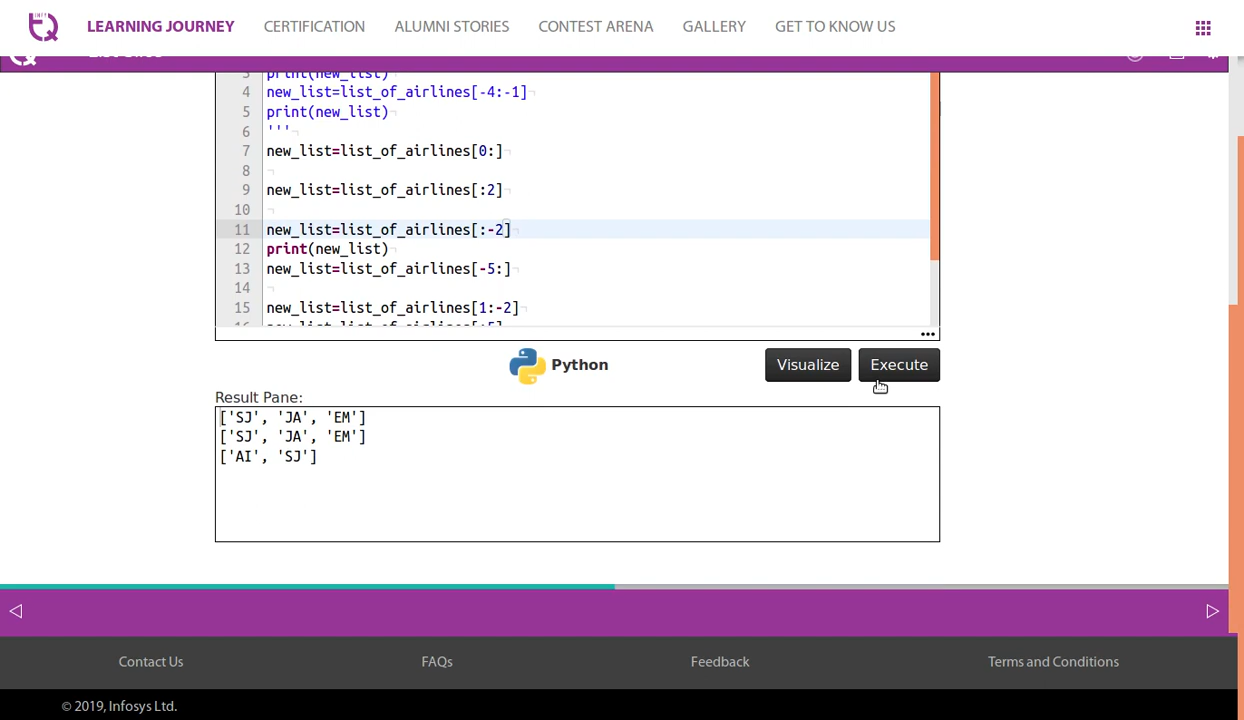 LEARNING JOURNEY CERTIFICATION ALUMNI STORIES CONTEST ARENA GALLERY GET TO KNOW US
3 print(new_list)
4 new_list=list_of_airlines[-4:-1]
5 print(new_list)
6 '''
7 new_list=list_of_airlines[0:]
8
9 new_list=list_of_airlines[:2]
10
11 new_list=list_of_airlines[:-2]
12 print(new_list)
13 new_list=list_of_airlines[-5:]
14
15 new_list=list_of_airlines[1:-2]
Python Visualize Execute
Result Pane:
['SJ', 'JA', 'EM']
['SJ', 'JA', 'EM']
['AI', 'SJ']
Contact Us FAQs Feedback Terms and Conditions
© 2019, Infosys Ltd.